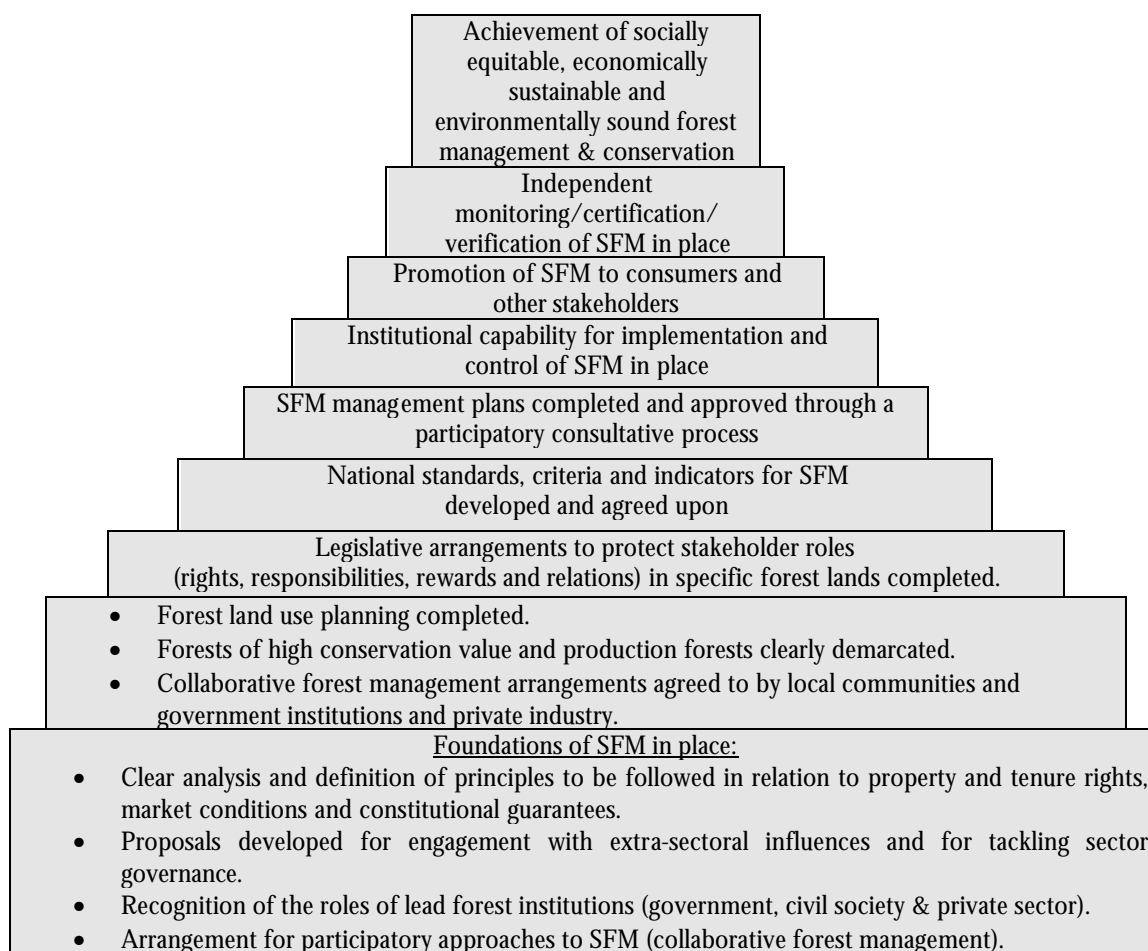 Achievement of socially
equitable, economically
sustainable and
environmentally sound forest
management & conservation
Independent
monitoring/certification/
verification of SFM in place
Promotion of SFM to consumers and
other stakeholders
Institutional capability for implementation and
control of SFM in place
SFM management plans completed and approved through a
participatory consultative process
National standards, criteria and indicators for SFM
developed and agreed upon
Legislative arrangements to protect stakeholder roles
(rights, responsibilities, rewards and relations) in specific forest lands completed.
• Forest land use planning completed.
• Forests of high conservation value and production forests clearly demarcated.
• Collaborative forest management arrangements agreed to by local communities and
government institutions and private industry.
Foundations of SFM in place:
• Clear analysis and definition of principles to be followed in relation to property and tenure rights,
market conditions and constitutional guarantees.
• Proposals developed for engagement with extra-sectoral influences and for tackling sector
governance.
• Recognition of the roles of lead forest institutions (government, civil society & private sector).
• Arrangement for participatory approaches to SFM (collaborative forest management).